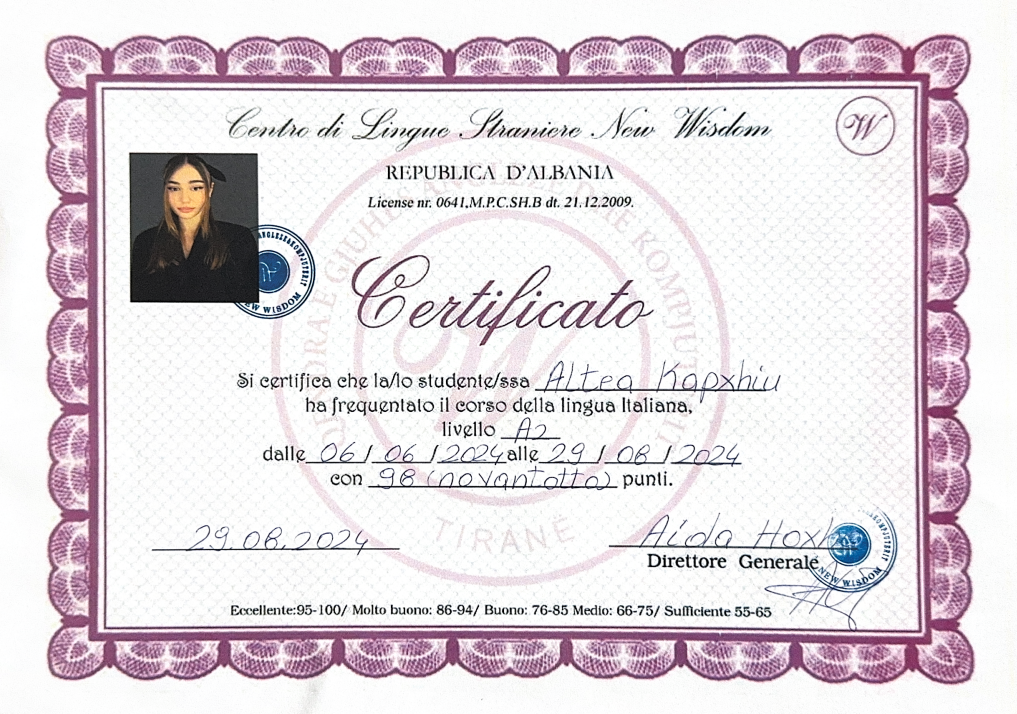 Centro di Lingue Straniere New Wisdom
W
REPUBLICA D'ALBANIA
License nr. 0641,M.P.C.SH.B dt. 21.12.2009.
Certificato
Si certifica che la/lo studente/ssa Altea Kapxhiu
ha frequentato il corso della lingua Italiana,
livello A2
dalle 06 / 06 / 2024 alle 29 / 08 / 2024
con 98 (novantotto) punti.
TIRANË
29.08.2024
Aida
Direttore Generale
NEW WISDOM
Eccellente:95-100/ Molto buono: 86-94/ Buono: 76-85 Medio: 66-75/ Sufficiente 55-65